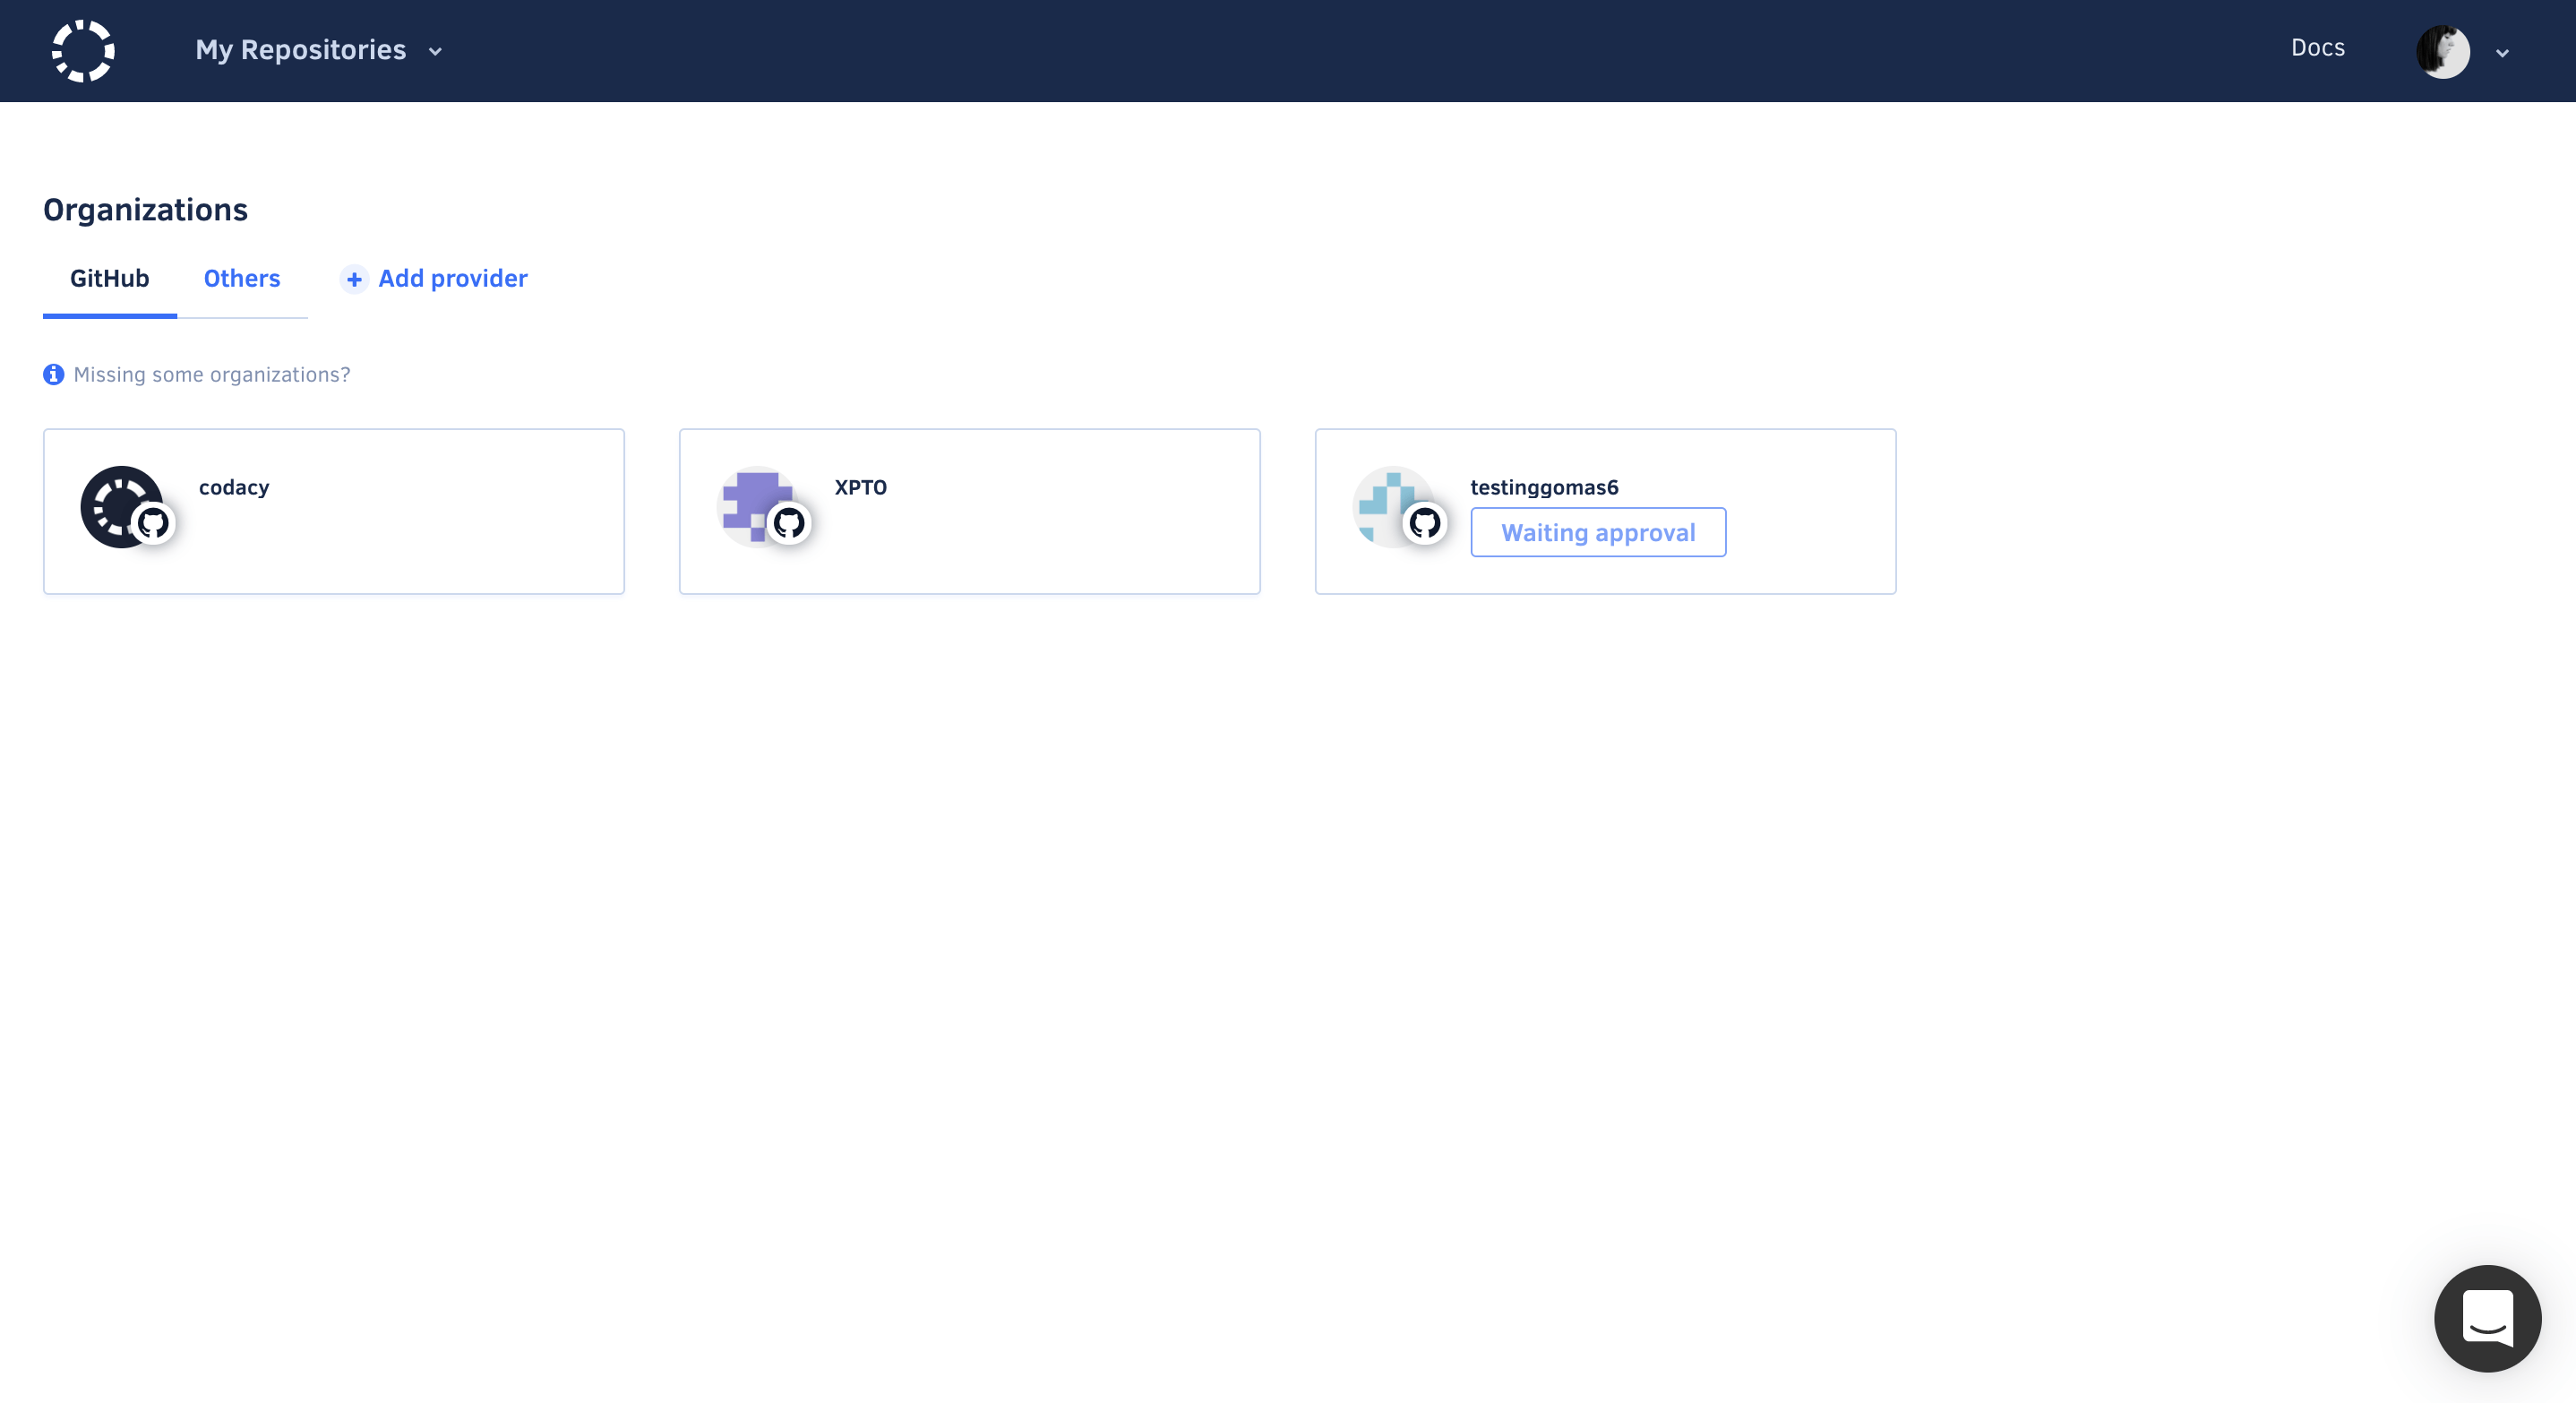 My Repositories
Docs
Organizations
GitHub
Others
Add provider
Missing some organizations?
codacy
XPTO
testinggomas6
Waiting approval